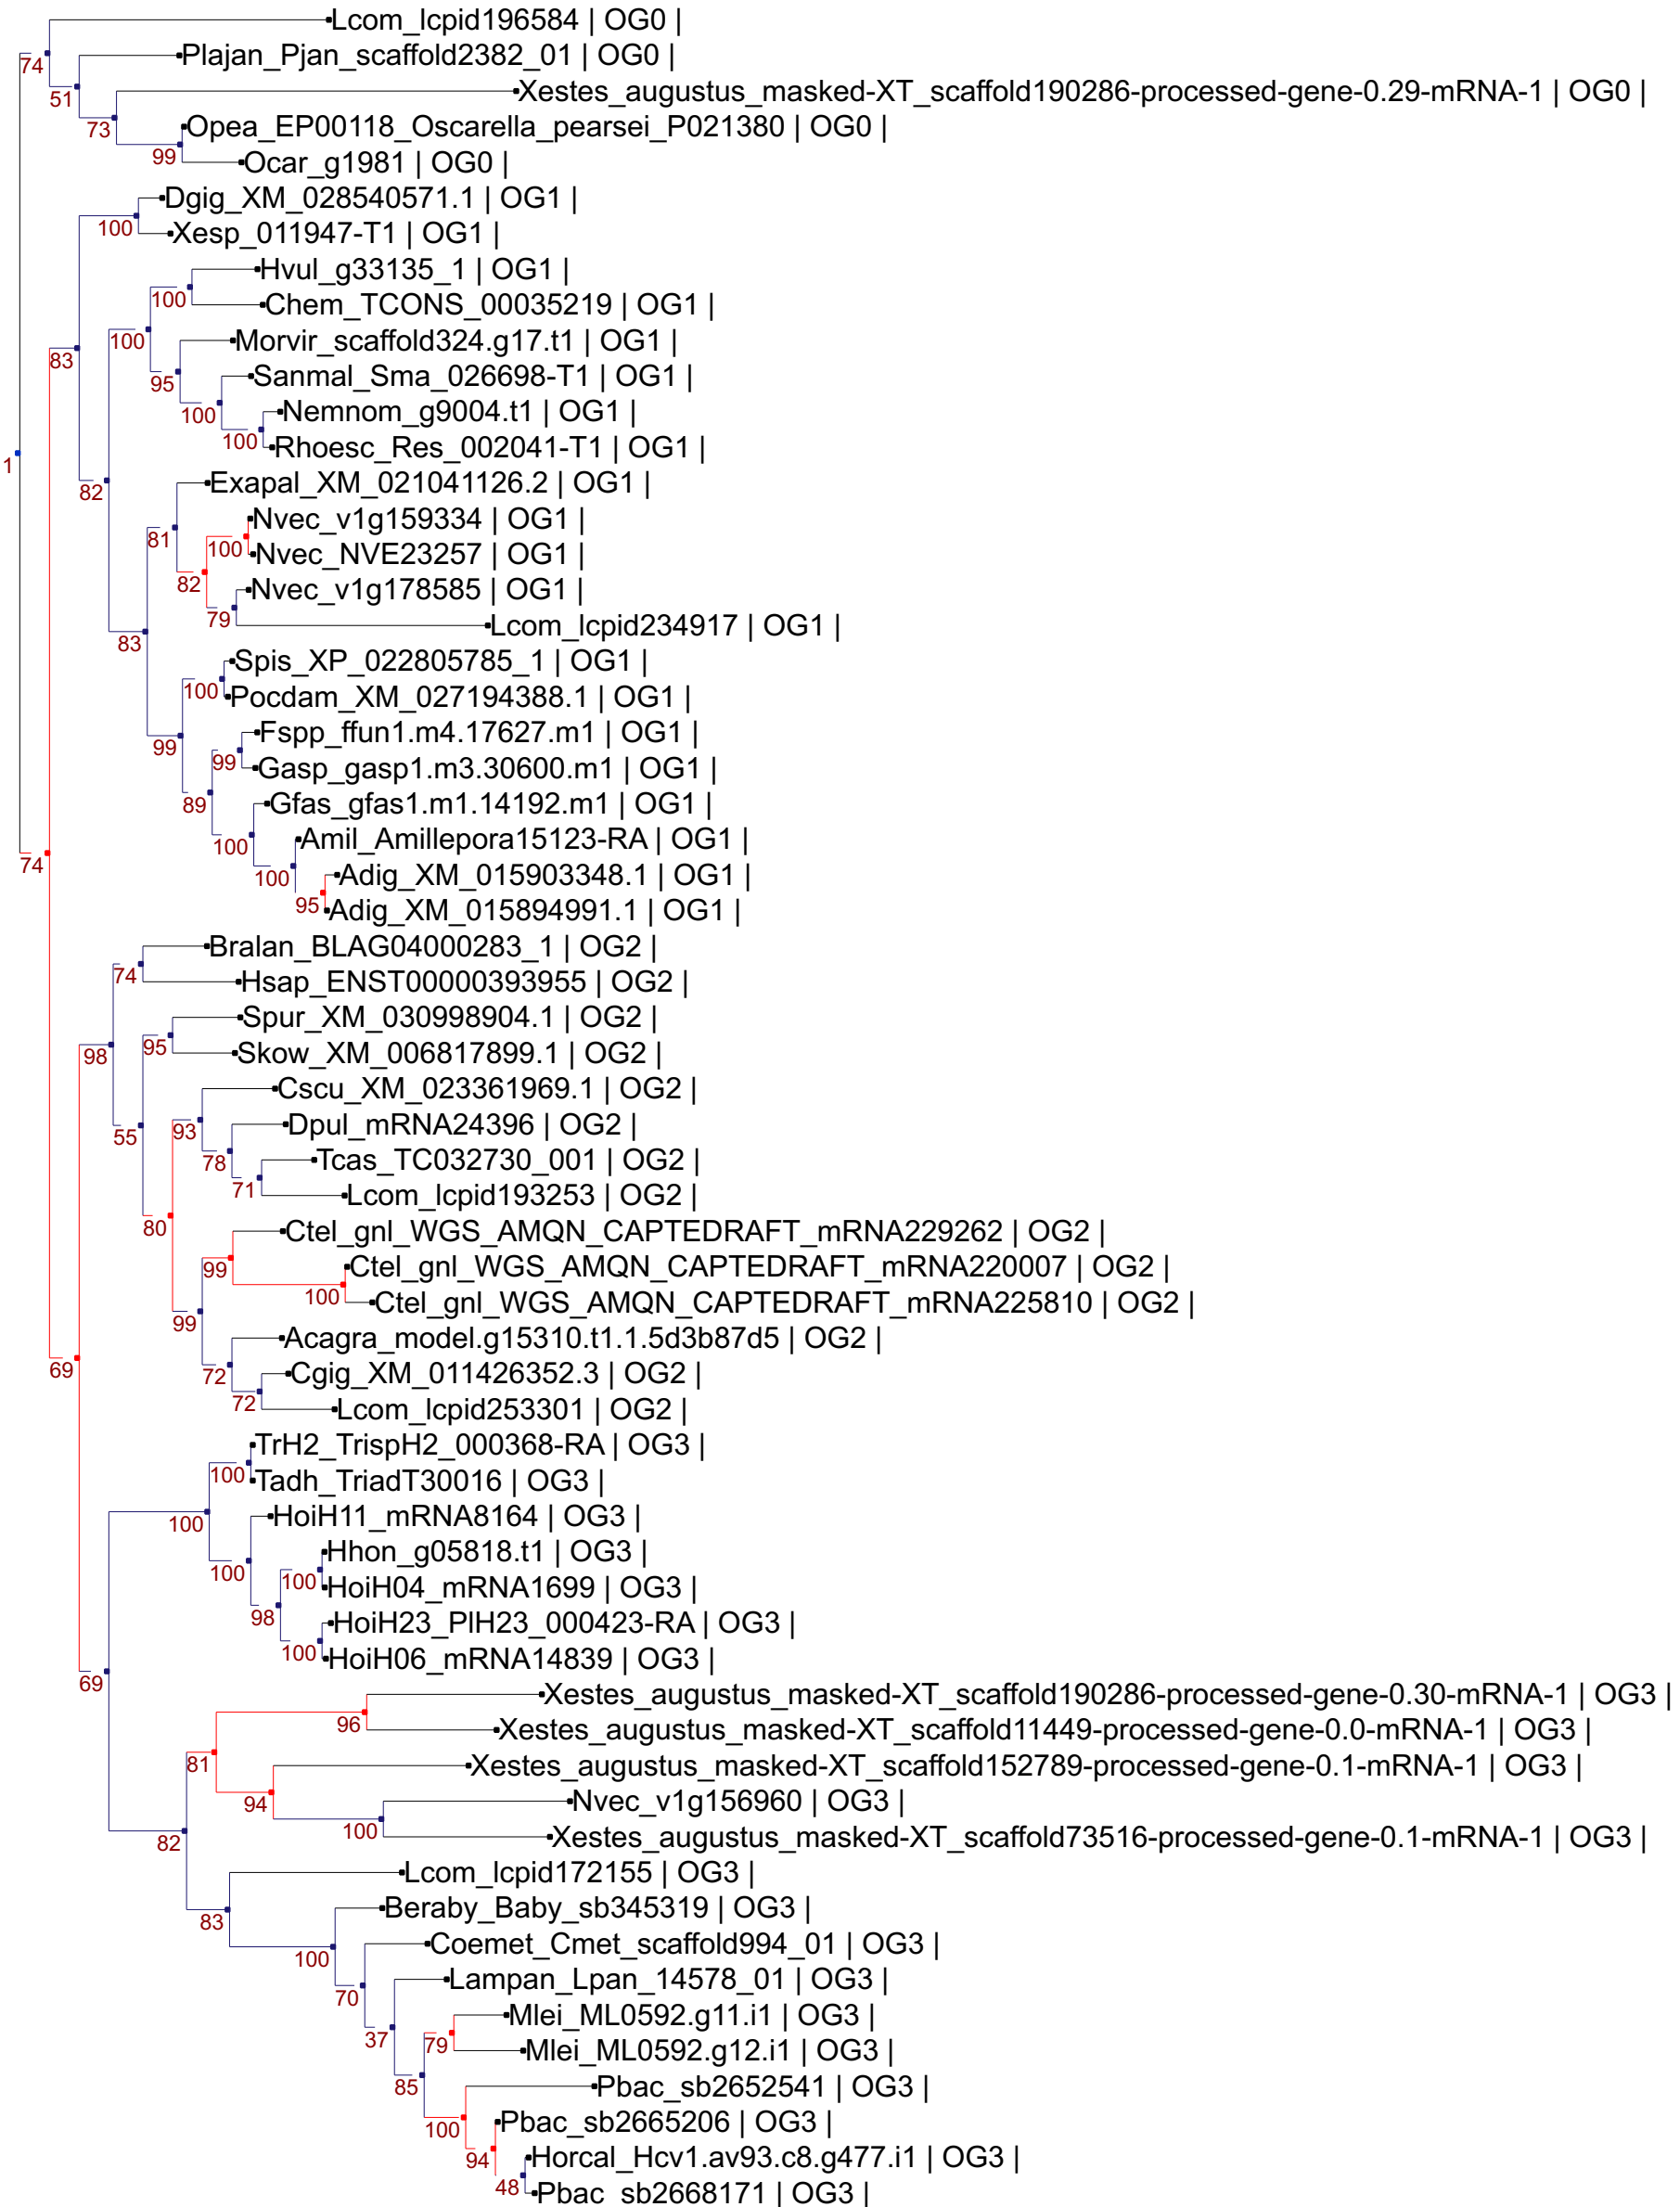 Lcom_lcpid196584 | OG0 |
74
Plajan_Pjan_scaffold2382_01 | OG0 |
51
Xestes_augustus_masked-XT_scaffold190286-processed-gene-0.29-mRNA-1 | OG0 |
73
Opea_EP00118_Oscarella_pearsei_P021380 | OG0 |
99
Ocar_g1981 | OG0 |
Dgig_XM_028540571.1 | OG1 |
100
Xesp_011947-T1 | OG1 |
Hvul_g33135_1 | OG1 |
100
Chem_TCONS_00035219 | OG1 |
100
Morvir_scaffold324.g17.t1 | OG1 |
83
95
Sanmal_Sma_026698-T1 | OG1 |
100
Nemnom_g9004.t1 | OG1 |
100
Rhoesc_Res_002041-T1 | OG1 |
1
82
Exapal_XM_021041126.2 | OG1 |
Nvec_v1g159334 | OG1 |
81
100
Nvec_NVE23257 | OG1 |
82
Nvec_v1g178585 | OG1 |
79
Lcom_lcpid234917 | OG1 |
83
Spis_XP_022805785_1 | OG1 |
100
Pocdam_XM_027194388.1 | OG1 |
Fspp_ffun1.m4.17627.m1 | OG1 |
99
99
Gasp_gasp1.m3.30600.m1 | OG1 |
89
Gfas_gfas1.m1.14192.m1 | OG1 |
100
Amil_Amillepora15123-RA | OG1 |
74
100
Adig_XM_015903348.1 | OG1 |
95
Adig_XM_015894991.1 | OG1 |
Bralan_BLAG04000283_1 | OG2 |
74
Hsap_ENST00000393955 | OG2 |
Spur_XM_030998904.1 | OG2 |
98
95
Skow_XM_006817899.1 | OG2 |
Cscu_XM_023361969.1 | OG2 |
55
93
Dpul_mRNA24396 | OG2 |
78
Tcas_TC032730_001 | OG2 |
71
Lcom_lcpid193253 | OG2 |
80
Ctel_gnl_WGS_AMQN_CAPTEDRAFT_mRNA229262 | OG2 |
99
Ctel_gnl_WGS_AMQN_CAPTEDRAFT_mRNA220007 | OG2 |
100
Ctel_gnl_WGS_AMQN_CAPTEDRAFT_mRNA225810 | OG2 |
99
Acagra_model.g15310.t1.1.5d3b87d5 | OG2 |
69
72
Cgig_XM_011426352.3 | OG2 |
72
Lcom_lcpid253301 | OG2 |
TrH2_TrispH2_000368-RA | OG3 |
100
Tadh_TriadT30016 | OG3 |
100
HoiH11_mRNA8164 | OG3 |
100
Hhon_g05818.t1 | OG3 |
100
HoiH04_mRNA1699 | OG3 |
98
HoiH23_PlH23_000423-RA | OG3 |
100
HoiH06_mRNA14839 | OG3 |
69
Xestes_augustus_masked-XT_scaffold190286-processed-gene-0.30-mRNA-1 | OG3 |
96
Xestes_augustus_masked-XT_scaffold11449-processed-gene-0.0-mRNA-1 | OG3 |
81
Xestes_augustus_masked-XT_scaffold152789-processed-gene-0.1-mRNA-1 | OG3 |
94
Nvec_v1g156960 | OG3 |
100
Xestes_augustus_masked-XT_scaffold73516-processed-gene-0.1-mRNA-1 | OG3 |
82
Lcom_lcpid172155 | OG3 |
83
Beraby_Baby_sb345319 | OG3 |
100
Coemet_Cmet_scaffold994_01 | OG3 |
70
Lampan_Lpan_14578_01 | OG3 |
37
Mlei_ML0592.g11.i1 | OG3 |
79
Mlei_ML0592.g12.i1 | OG3 |
85
Pbac_sb2652541 | OG3 |
100
Pbac_sb2665206 | OG3 |
94
Horcal_Hcv1.av93.c8.g477.i1 | OG3 |
48
Pbac_sb2668171 | OG3 |